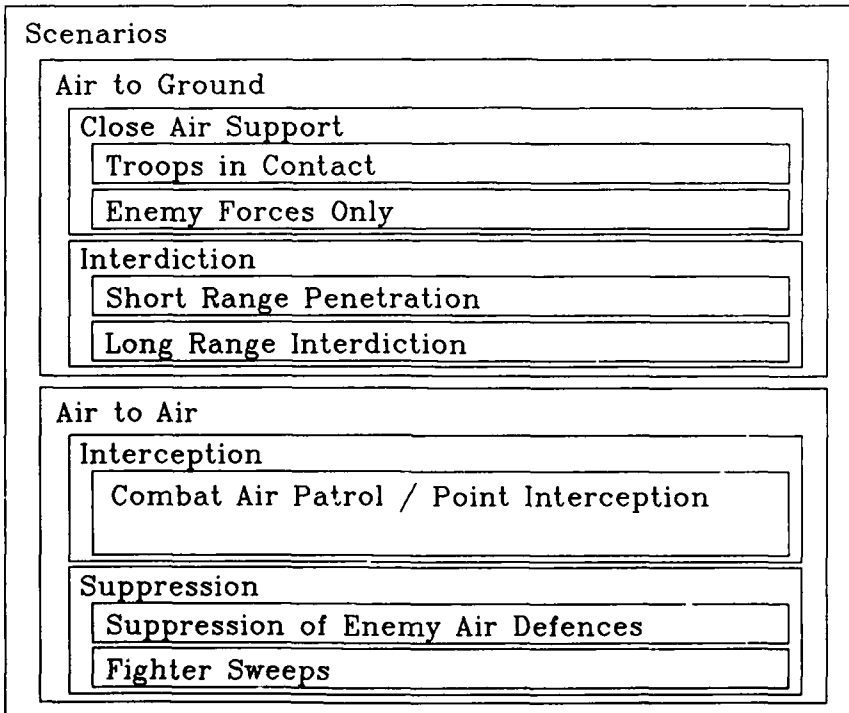 Scenarios
Air to Ground
Close Air Support
Troops in Contact
Enemy Forces Only
Interdiction
Short Range Penetration
Long Range Interdiction
Air to Air
Interception
Combat Air Patrol / Point Interception
Suppression
Suppression of Enemy Air Defences
Fighter Sweeps